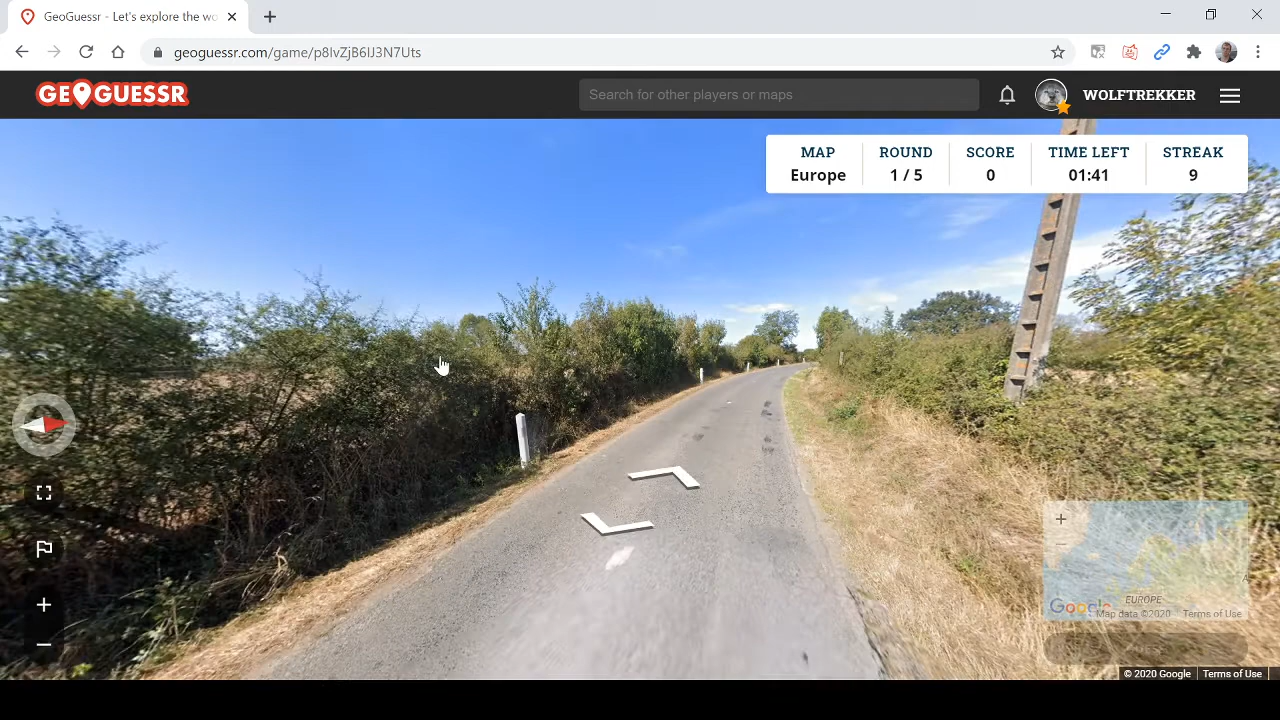 GeoGuessr - Let's explore the wo
geoguessr.com/game/p8lvZjB6lJ3N7Uts
GEOGUESSR
Search for other players or maps
WOLFTREKKER
MAP ROUND SCORE TIME LEFT STREAK
Europe 1 / 5 0 01:41 9
EUROPE
Google Map data ©2020 Terms of Use
© 2020 Google Terms of Use